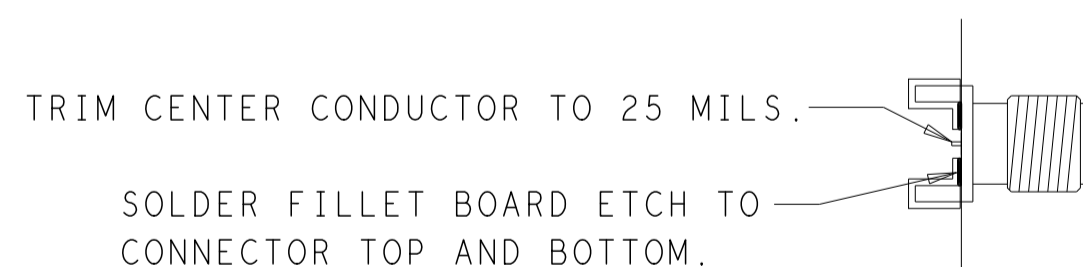 TRIM CENTER CONDUCTOR TO 25 MILS.
SOLDER FILLET BOARD ETCH TO
CONNECTOR TOP AND BOTTOM.